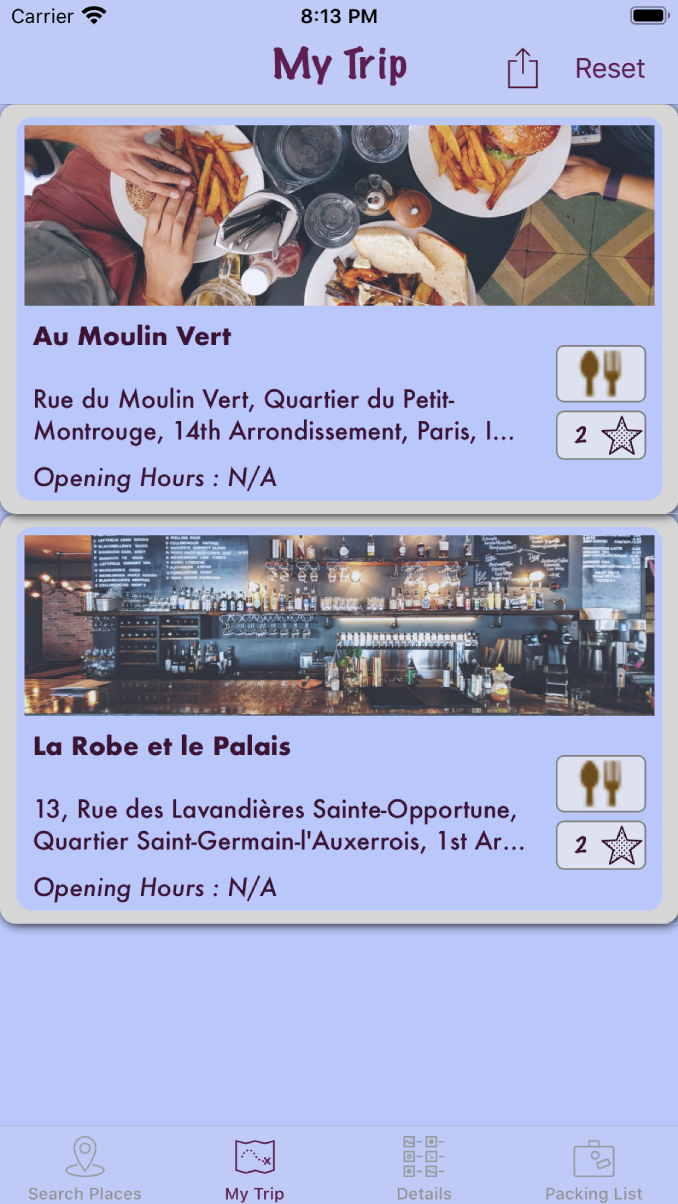 Carrier 8:13 PM
My Trip Reset
Au Moulin Vert
Rue du Moulin Vert, Quartier du Petit-
Montrouge, 14th Arrondissement, Paris, I...
2
Opening Hours : N/A
La Robe et le Palais
13, Rue des Lavandières Sainte-Opportune,
Quartier Saint-Germain-l'Auxerrois, 1st Ar...
2
Opening Hours : N/A
Search Places My Trip Details Packing List